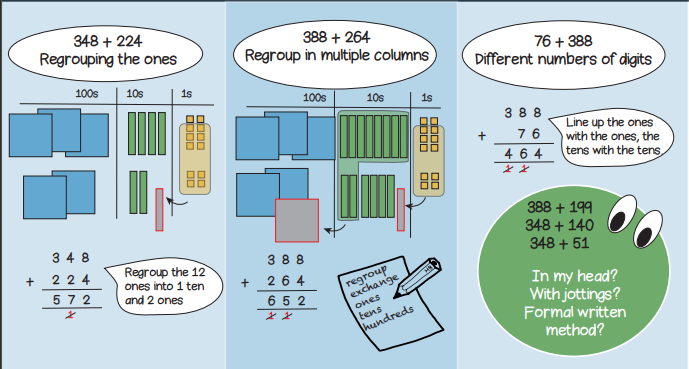 348 + 224
Regrouping the ones
100s 10s 1s
3 4 8
+ 2 2 4
5 7 2
1
Regroup the 12
ones into 1 ten
and 2 ones
388 + 264
Regroup in multiple columns
100s 10s 1s
3 8 8
+ 2 6 4
6 5 2
1 1
regroup
exchange
ones
tens
hundreds
76 + 388
Different numbers of digits
3 8 8
+ 7 6
4 6 4
1 1
Line up the ones
with the ones, the
tens with the tens
388 + 199
348 + 140
348 + 51
In my head?
With jottings?
Formal written
method?